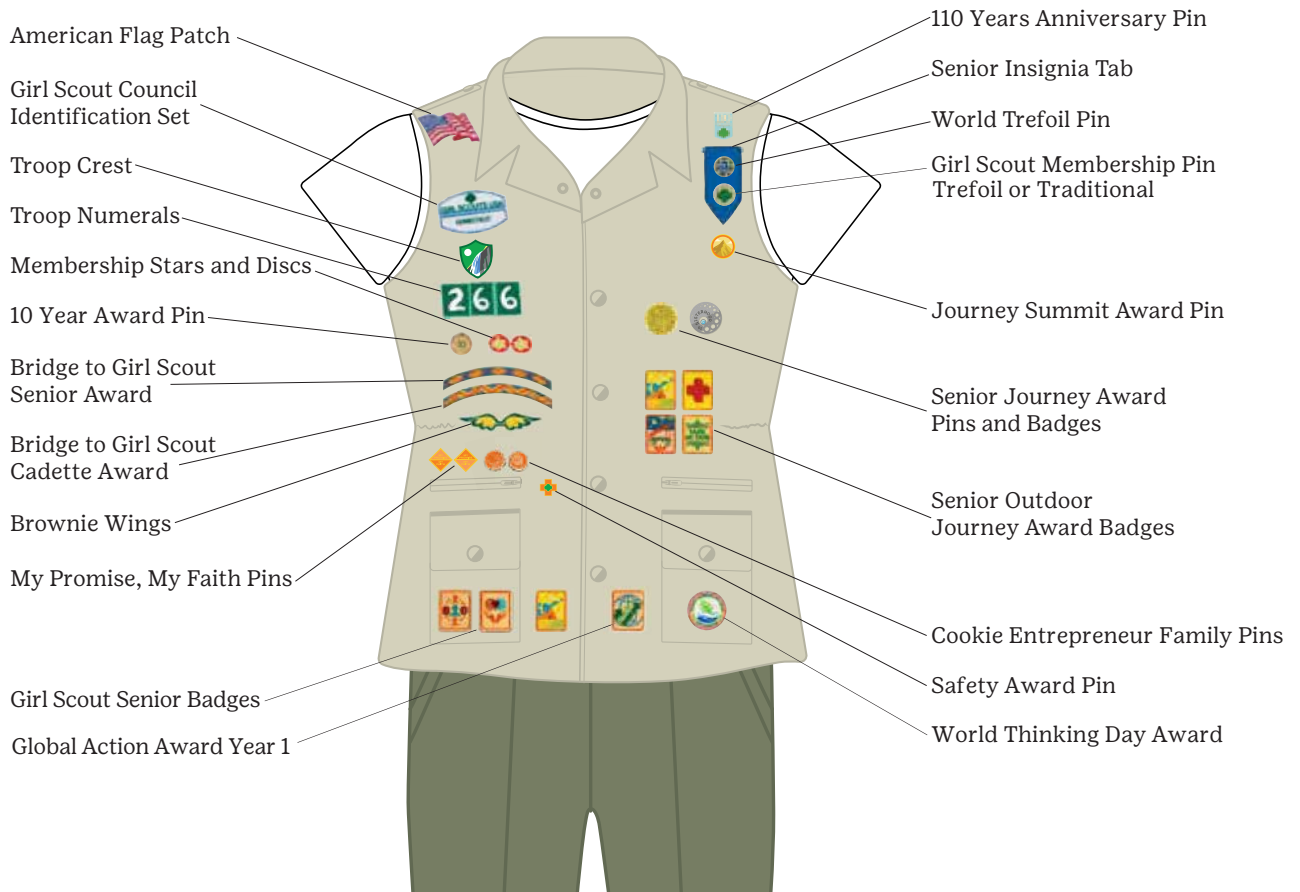 American Flag Patch
Girl Scout Council
Identification Set
Troop Crest
Troop Numerals
Membership Stars and Discs
10 Year Award Pin
Bridge to Girl Scout
Senior Award
Bridge to Girl Scout
Cadette Award
Brownie Wings
My Promise, My Faith Pins
Girl Scout Senior Badges
Global Action Award Year 1
GIRL SCOUTS USA
266
110 Years Anniversary Pin
Senior Insignia Tab
World Trefoil Pin
Girl Scout Membership Pin
Trefoil or Traditional
Journey Summit Award Pin
Senior Journey Award
Pins and Badges
Senior Outdoor
Journey Award Badges
Cookie Entrepreneur Family Pins
Safety Award Pin
World Thinking Day Award